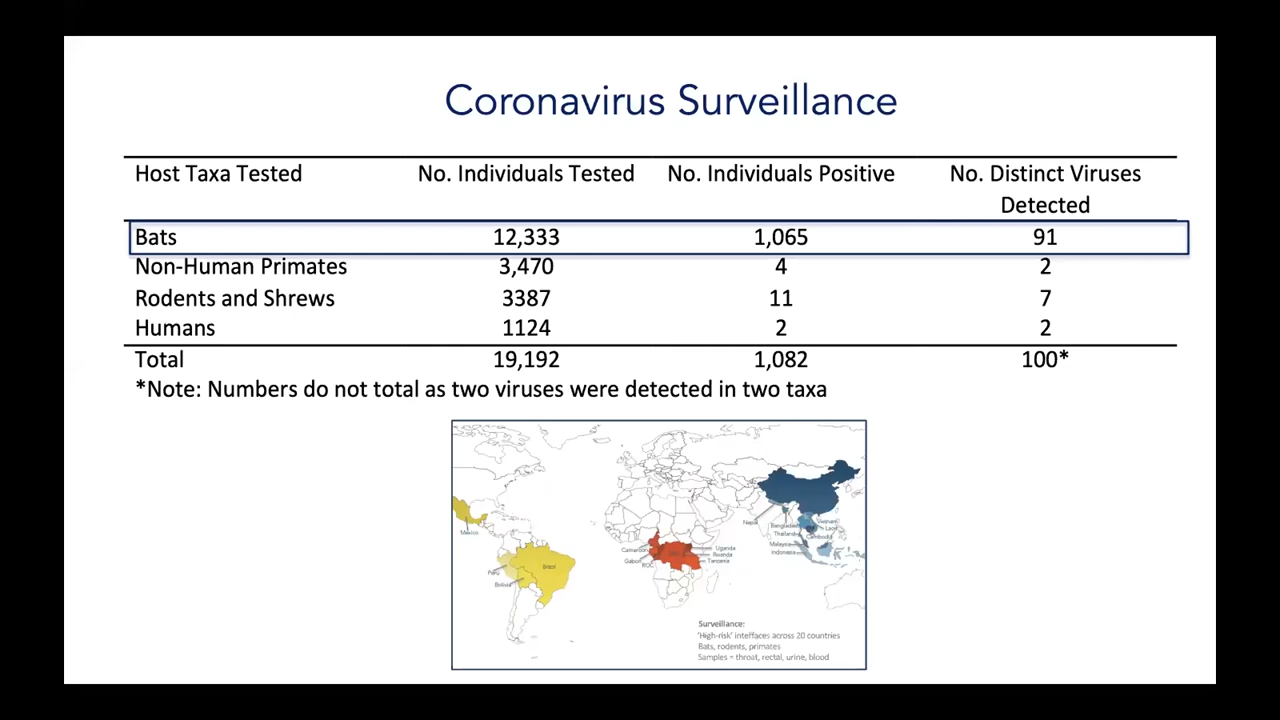 Coronavirus Surveillance
Host Taxa Tested No. Individuals Tested No. Individuals Positive No. Distinct Viruses
Detected
Bats 12,333 1,065 91
Non-Human Primates 3,470 4 2
Rodents and Shrews 3387 11 7
Humans 1124 2 2
Total 19,192 1,082 100*
*Note: Numbers do not total as two viruses were detected in two taxa
Mexico
Peru
Brazil
Bolivia
Cameroon
Gabon
ROC
Uganda
Rwanda
Tanzania
Nepal
Bangladesh
Thailand
Malaysia
Indonesia
Vietnam
Laos
Cambodia
Surveillance:
'High-risk' interfaces across 20 countries
Bats, rodents, primates
Samples = throat, rectal, urine, blood